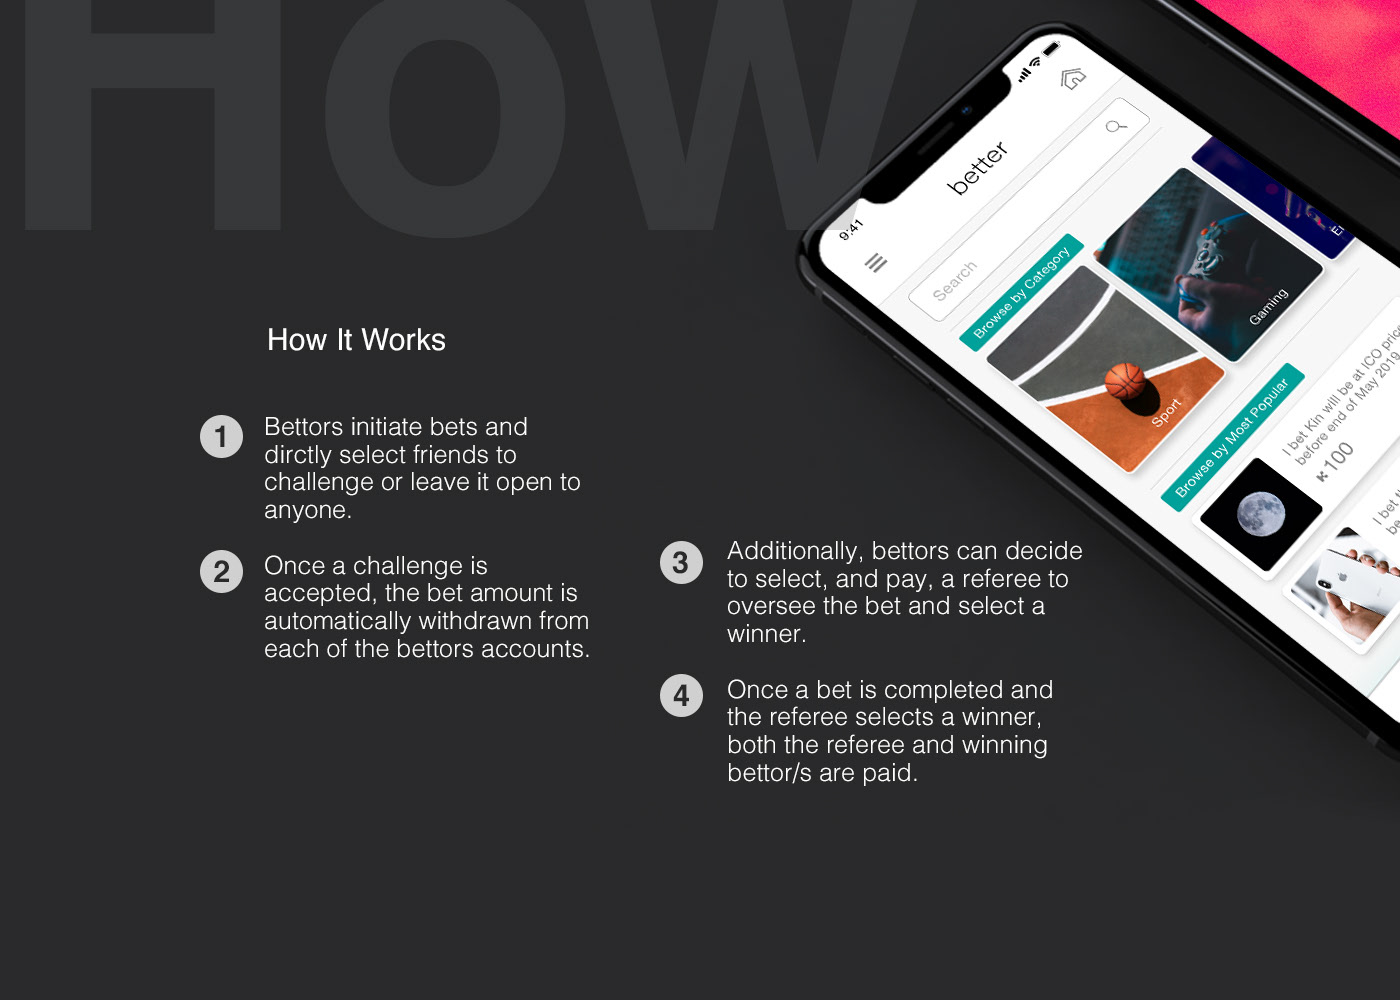 How
How It Works
1
Bettors initiate bets and
dirctly select friends to
challenge or leave it open to
anyone.
2
Once a challenge is
accepted, the bet amount is
automatically withdrawn from
each of the bettors accounts.
3
Additionally, bettors can decide
to select, and pay, a referee to
oversee the bet and select a
winner.
4
Once a bet is completed and
the referee selects a winner,
both the referee and winning
bettor/s are paid.
9:41
better
Search
Browse by Category
Sport
Gaming
Browse by Most Popular
I bet Kin will be at ICO price
before end of May 2019
100
I bet